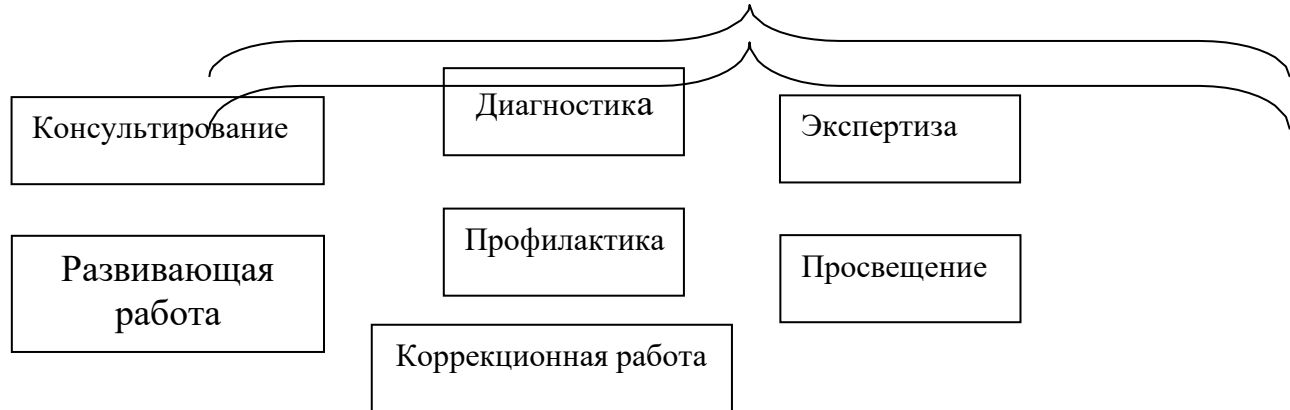 Консультирование
Диагностика
Экспертиза
Развивающая
работа
Профилактика
Просвещение
Коррекционная работа